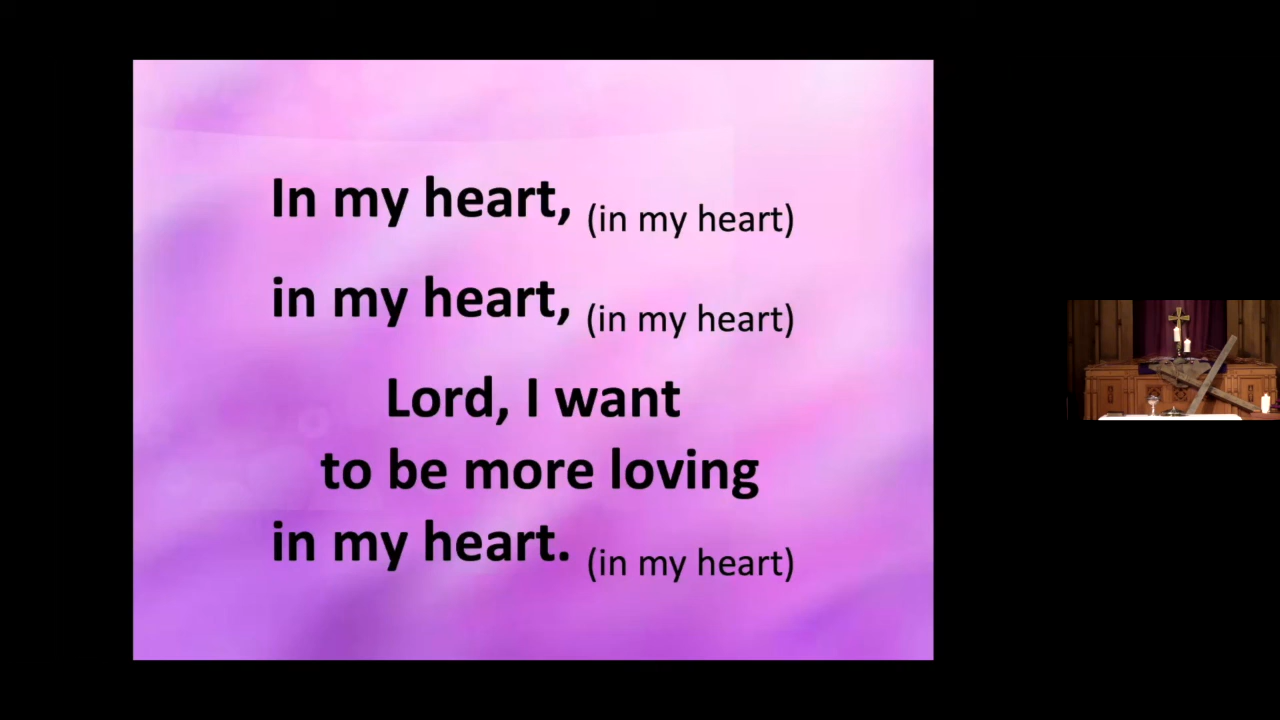 In my heart, (in my heart)
in my heart, (in my heart)
Lord, I want
to be more loving
in my heart. (in my heart)